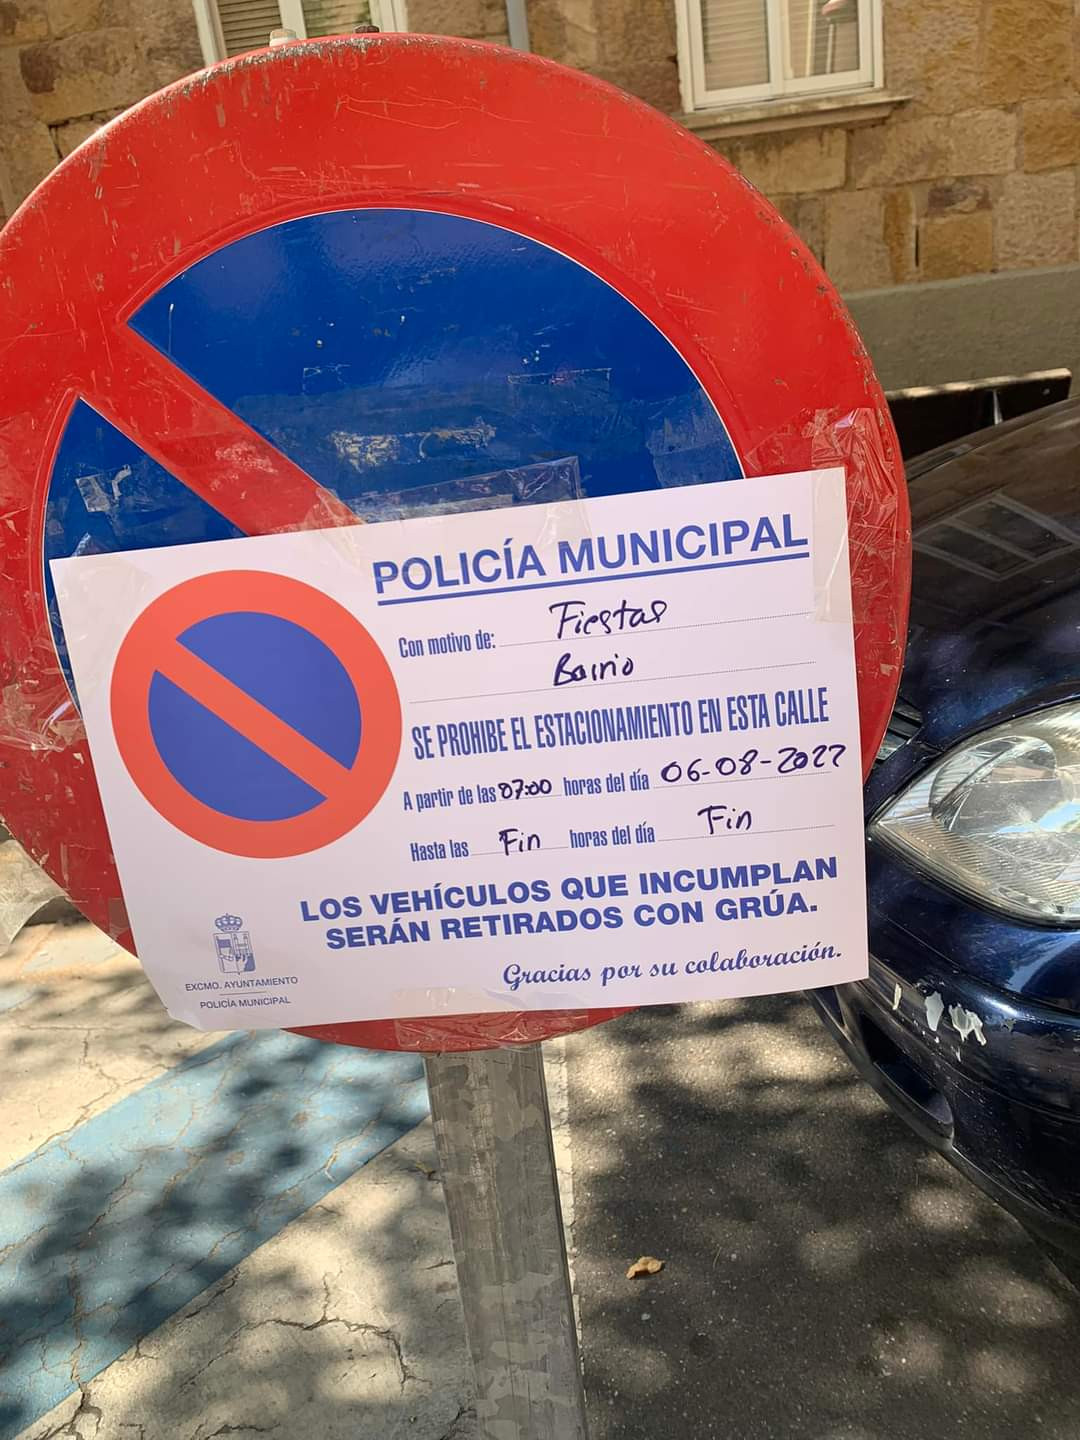 POLICÍA MUNICIPAL
Con motivo de: Fiestas
Barrio
SE PROHIBE EL ESTACIONAMIENTO EN ESTA CALLE
A partir de las 07:00 horas del día 06-08-2022
Hasta las Fin horas del día Fin
LOS VEHÍCULOS QUE INCUMPLAN
SERÁN RETIRADOS CON GRÚA.
Gracias por su colaboración.
EXCMO. AYUNTAMIENTO
POLICÍA MUNICIPAL